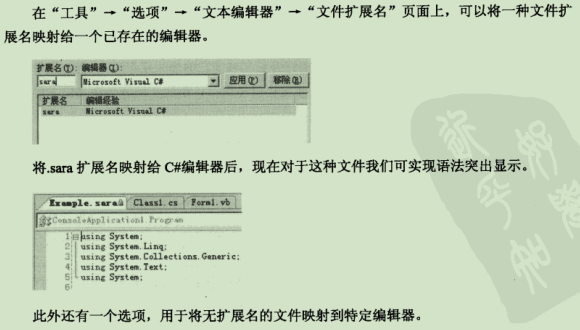 在“工具”→“选项”→“文本编辑器”→“文件扩展名”页面上，可以将一种文件扩
展名映射给一个已存在的编辑器。
扩展名(T): 编辑器(I):
sara Microsoft Visual C# 应用(P) 移除(R)
扩展名 编辑经验
sara Microsoft Visual C#
将.sara 扩展名映射给 C#编辑器后，现在对于这种文件我们可实现语法突出显示。
Example.sara Class1.cs Form1.vb
ConsoleApplication1 Program
1 using System;
2 using System.Linq;
3 using System.Collections.Generic;
4 using System.Text;
5 using System;
6
此外还有一个选项，用于将无扩展名的文件映射到特定编辑器。